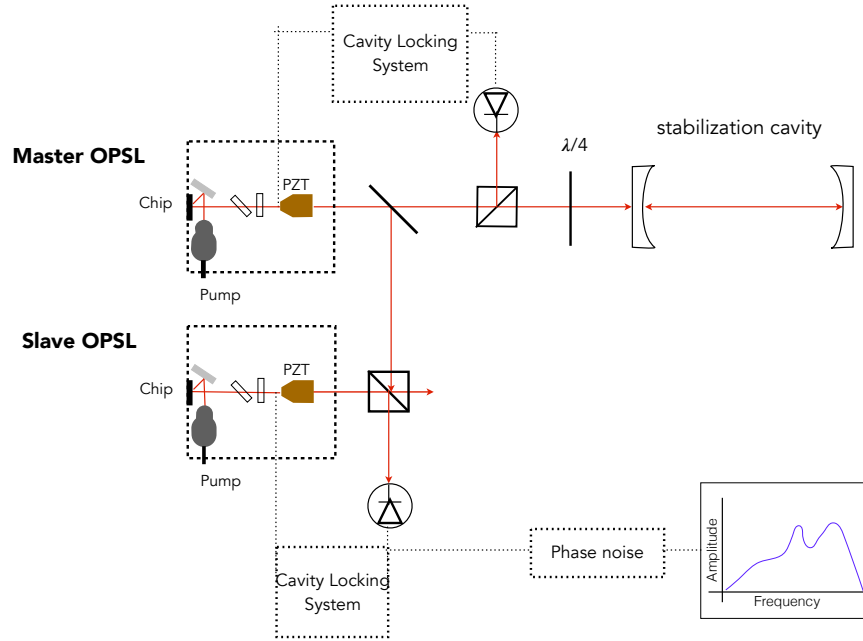 Cavity Locking
System
stabilization cavity
λ/4
Master OPSL
PZT
Chip
Pump
Slave OPSL
PZT
Chip
Pump
Cavity Locking
System
Phase noise
Amplitude
Frequency